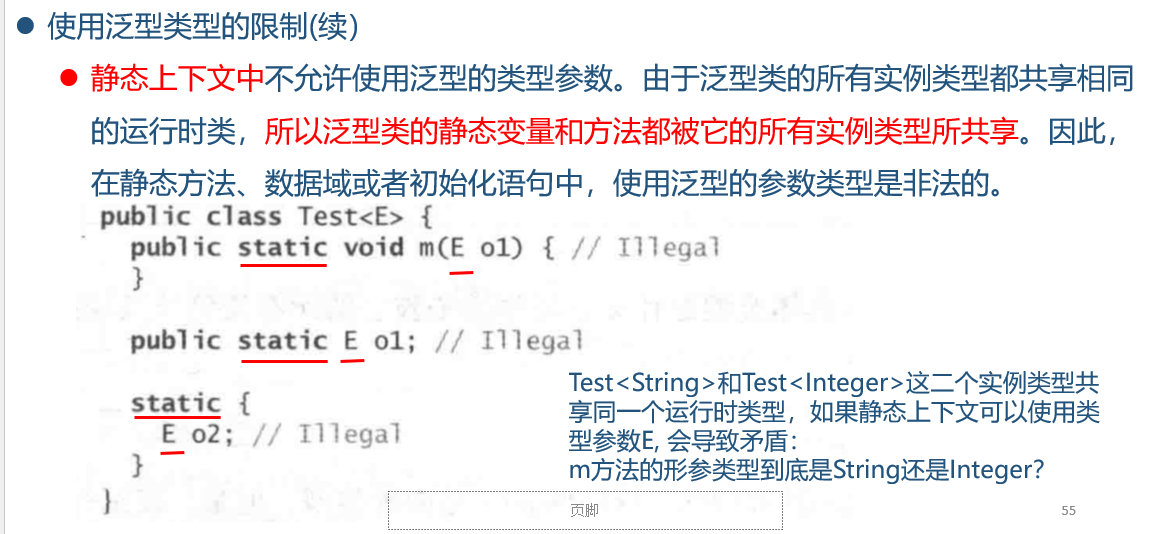 使用泛型类型的限制(续）
静态上下文中不允许使用泛型的类型参数。由于泛型类的所有实例类型都共享相同
的运行时类，所以泛型类的静态变量和方法都被它的所有实例类型所共享。因此，
在静态方法、数据域或者初始化语句中，使用泛型的参数类型是非法的。
public class Test<E> {
public static void m(E o1) { // Illegal
}
public static E o1; // Illegal
static {
E o2; // Illegal
}
}
Test<String>和Test<Integer>这二个实例类型共
享同一个运行时类型，如果静态上下文可以使用类
型参数E, 会导致矛盾：
m方法的形参类型到底是String还是Integer？
页脚
55